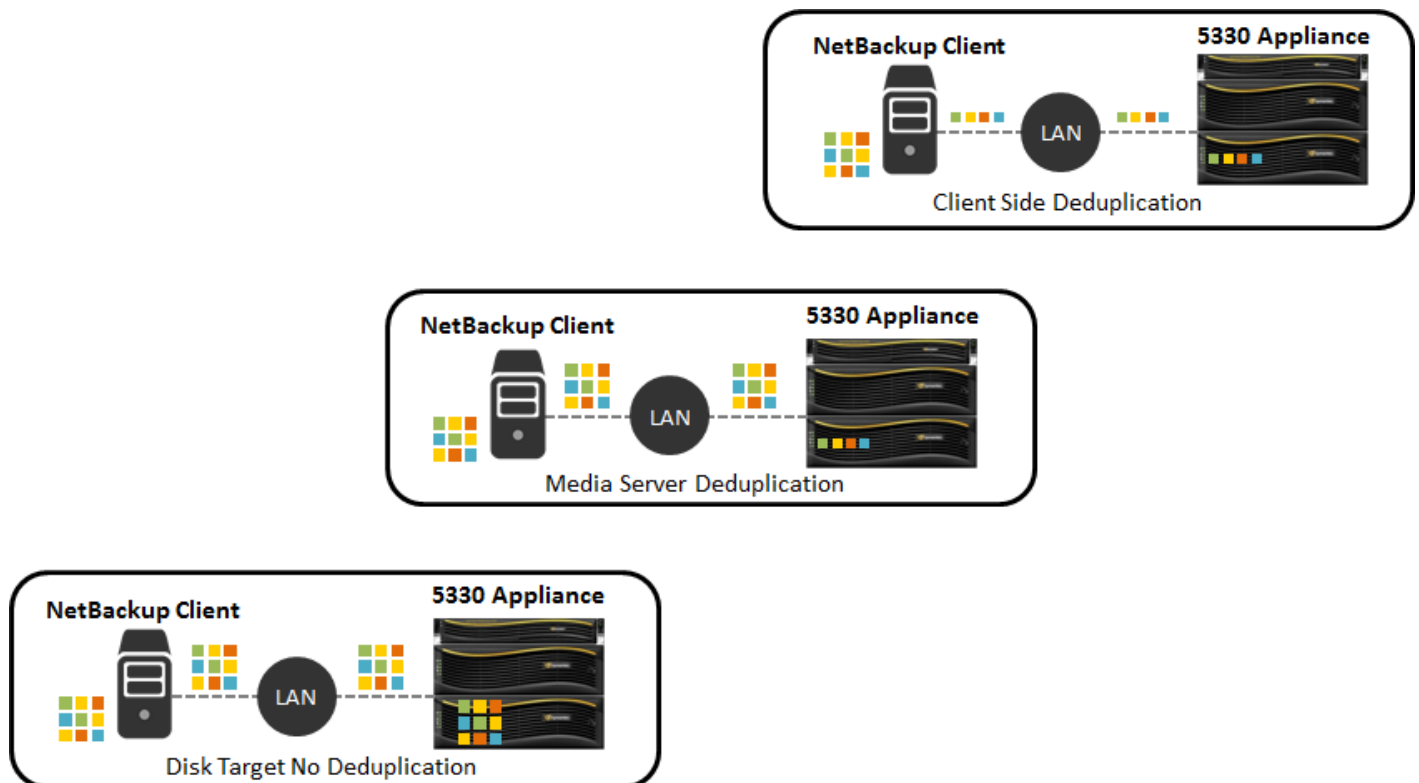 NetBackup Client
5330 Appliance
LAN
Client Side Deduplication
NetBackup Client
5330 Appliance
LAN
Media Server Deduplication
NetBackup Client
5330 Appliance
LAN
Disk Target No Deduplication